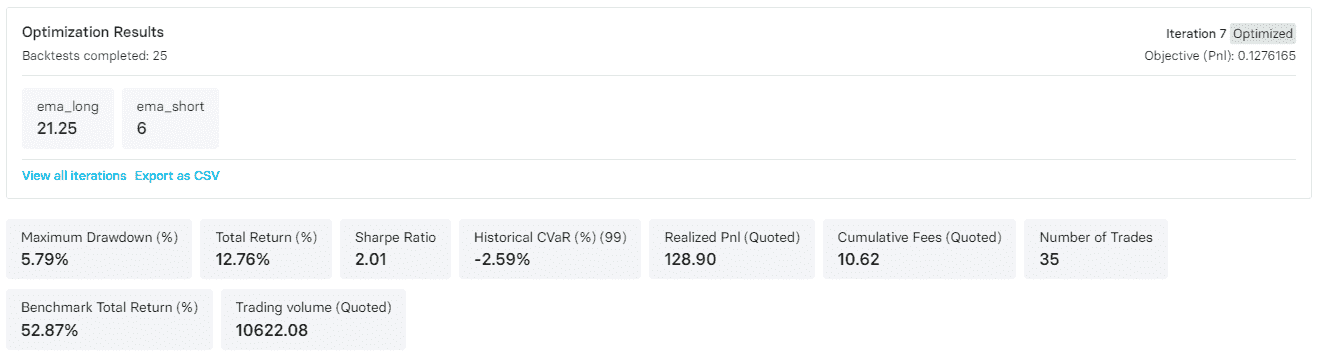 Optimization Results
Iteration 7 Optimized
Backtests completed: 25
Objective (Pnl): 0.1276165
ema_long
21.25
ema_short
6
View all iterations Export as CSV
Maximum Drawdown (%)
5.79%
Total Return (%)
12.76%
Sharpe Ratio
2.01
Historical CVaR (%) (99)
-2.59%
Realized Pnl (Quoted)
128.90
Cumulative Fees (Quoted)
10.62
Number of Trades
35
Benchmark Total Return (%)
52.87%
Trading volume (Quoted)
10622.08